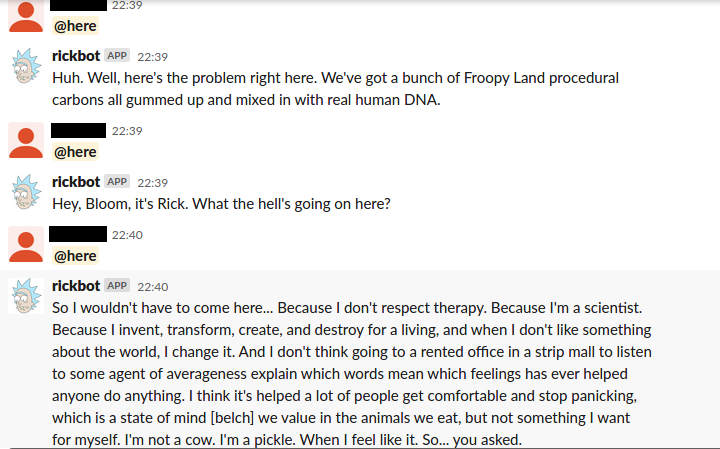 22:39
@here
rickbot APP 22:39
Huh. Well, here's the problem right here. We've got a bunch of Froopy Land procedural
carbons all gummed up and mixed in with real human DNA.
22:39
@here
rickbot APP 22:39
Hey, Bloom, it's Rick. What the hell's going on here?
22:40
@here
rickbot APP 22:40
So I wouldn't have to come here... Because I don't respect therapy. Because I'm a scientist.
Because I invent, transform, create, and destroy for a living, and when I don't like something
about the world, I change it. And I don't think going to a rented office in a strip mall to listen
to some agent of averageness explain which words mean which feelings has ever helped
anyone do anything. I think it's helped a lot of people get comfortable and stop panicking,
which is a state of mind [belch] we value in the animals we eat, but not something I want
for myself. I'm not a cow. I'm a pickle. When I feel like it. So... you asked.